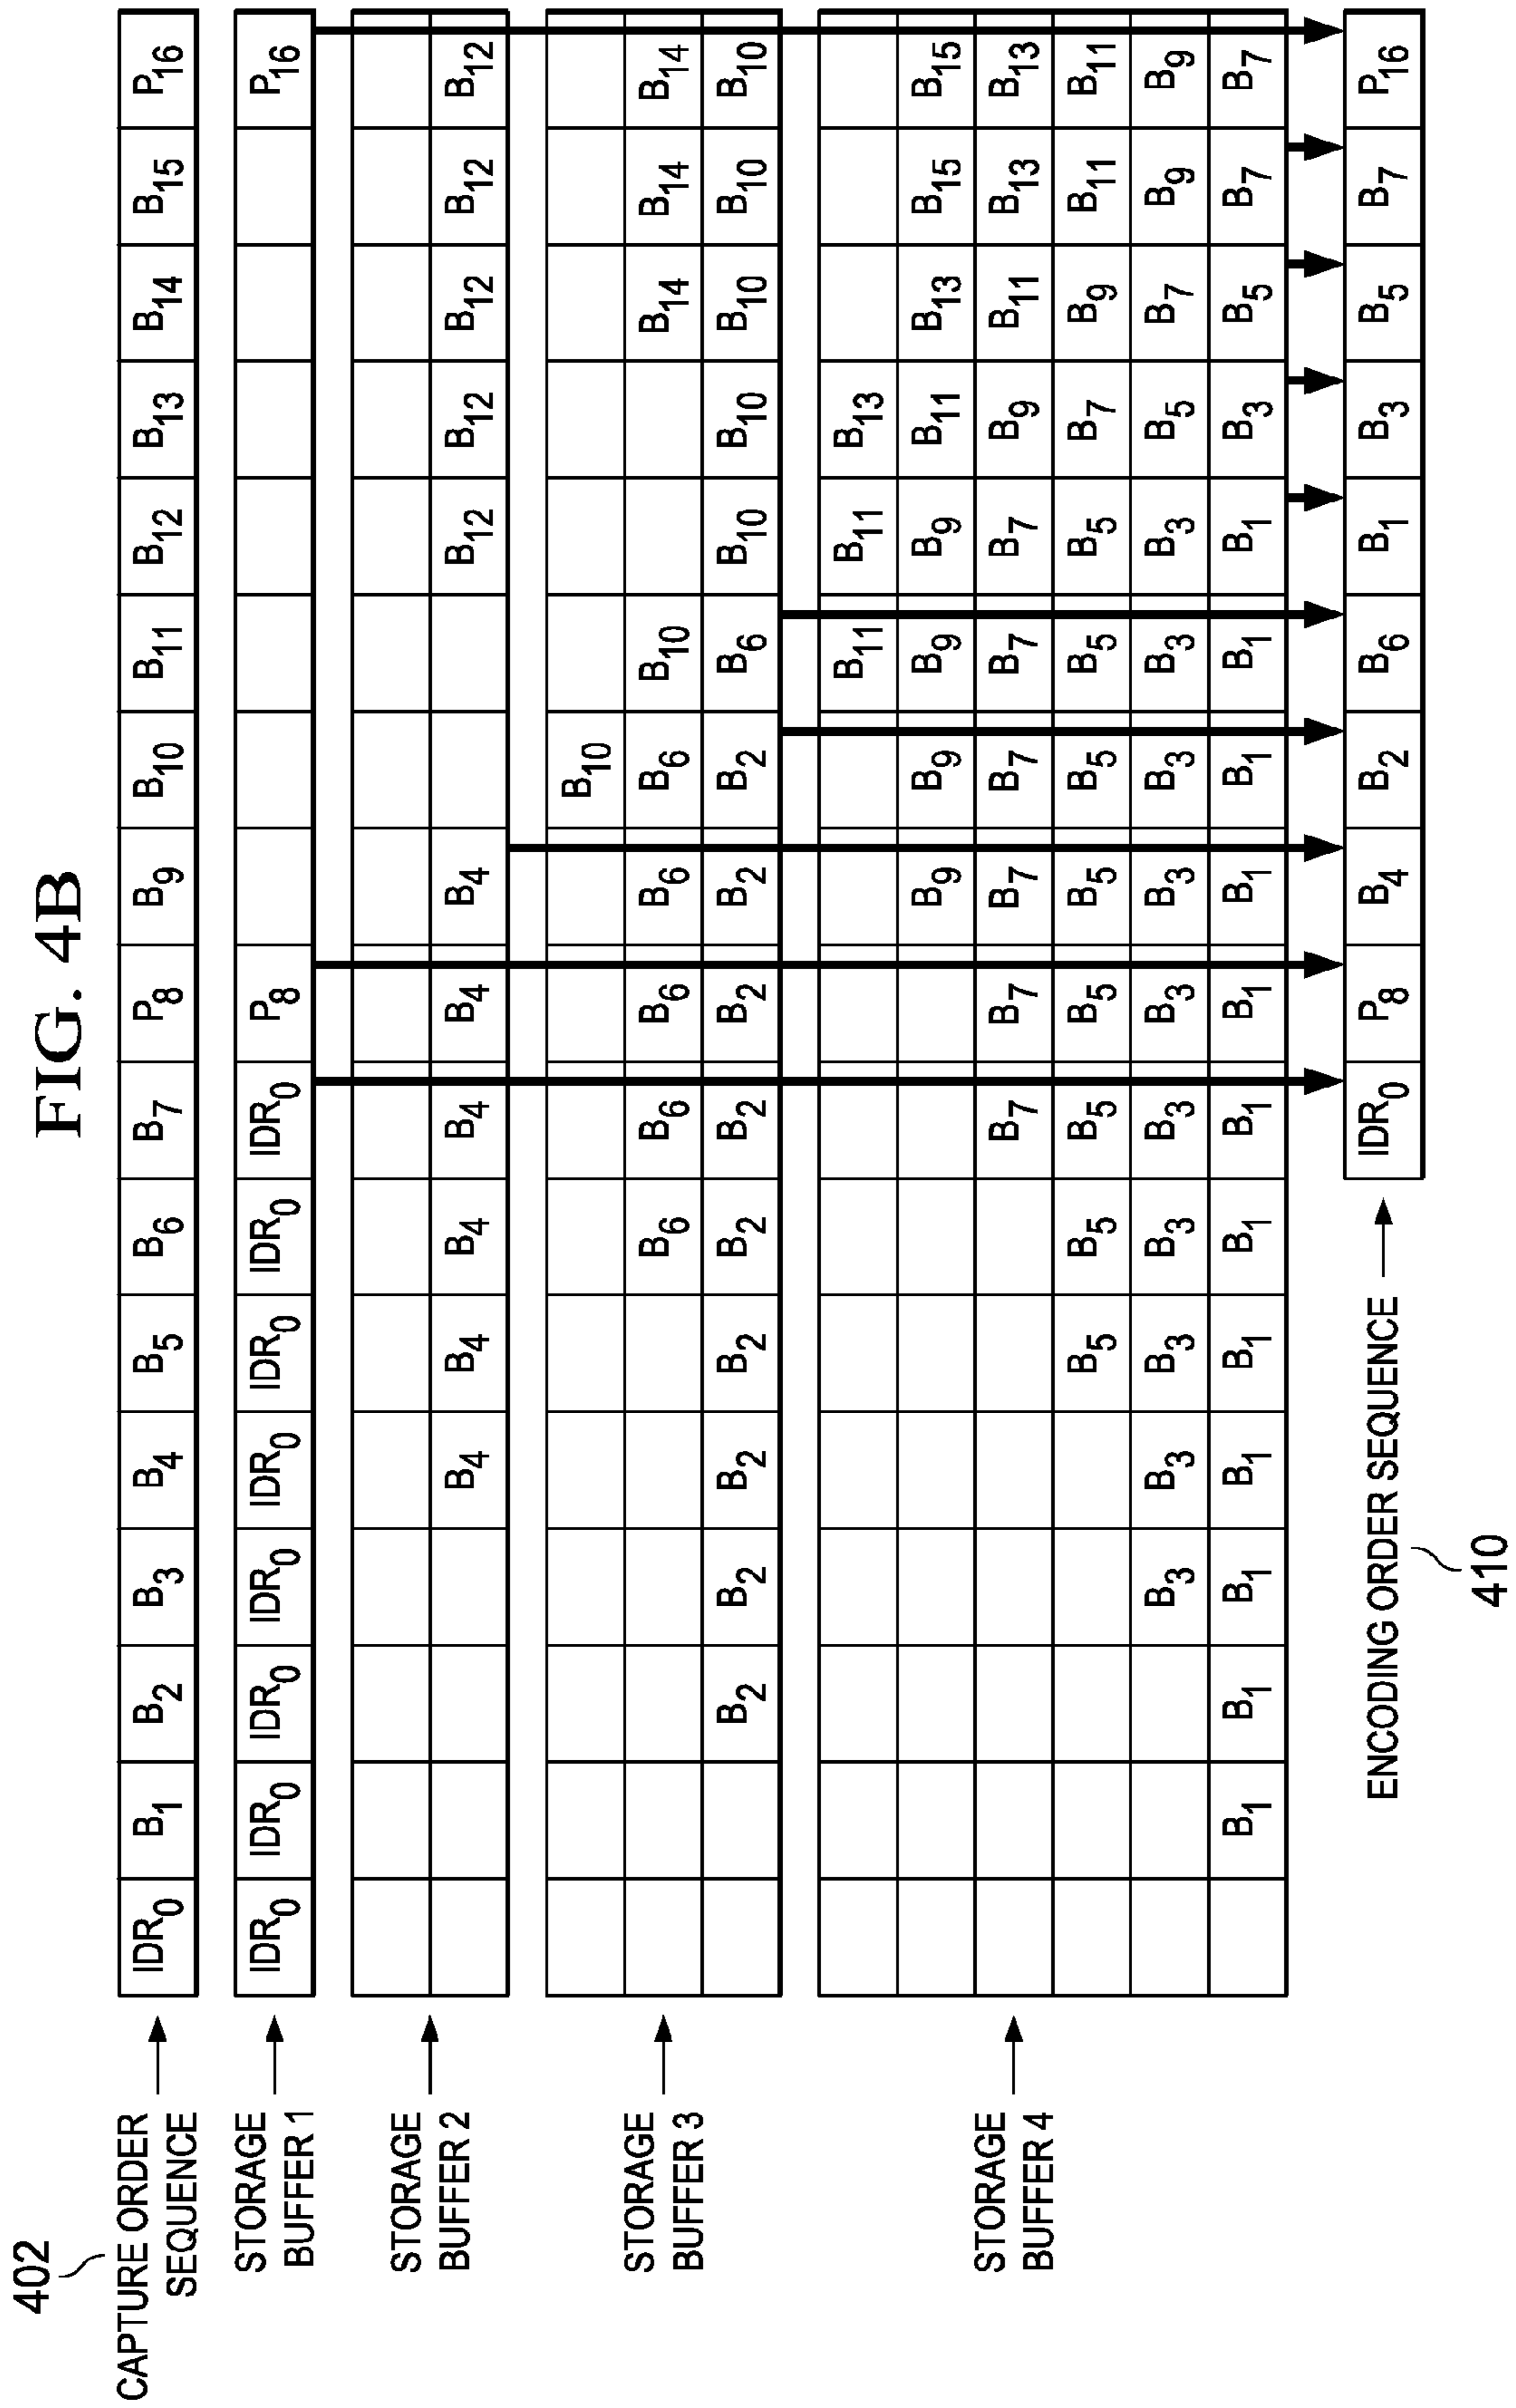 FIG. 4B
402
CAPTURE ORDER
SEQUENCE
IDR0 B1 B2 B3 B4 B5 B6 B7 P8 B9 B10 B11 B12 B13 B14 B15 P16
STORAGE
BUFFER 1
IDR0 IDR0 IDR0 IDR0 IDR0 IDR0 IDR0 IDR0 P8 P16
STORAGE
BUFFER 2
B4 B4 B4 B4 B4 B4 B12 B12 B12 B12 B12
STORAGE
BUFFER 3
B10
B6 B6 B6 B6 B6 B10 B14 B14 B14
B2 B2 B2 B2 B2 B2 B2 B2 B2 B6 B10 B10 B10 B10 B10
STORAGE
BUFFER 4
B11 B11 B13
B9 B9 B9 B9 B11 B13 B15 B15
B7 B7 B7 B7 B7 B7 B9 B11 B13 B13
B5 B5 B5 B5 B5 B5 B5 B5 B7 B9 B11 B11
B3 B3 B3 B3 B3 B3 B3 B3 B3 B3 B5 B7 B9 B9
B1 B1 B1 B1 B1 B1 B1 B1 B1 B1 B1 B1 B3 B5 B7 B7
ENCODING ORDER SEQUENCE
IDR0 P8 B4 B2 B6 B1 B3 B5 B7 P16
410